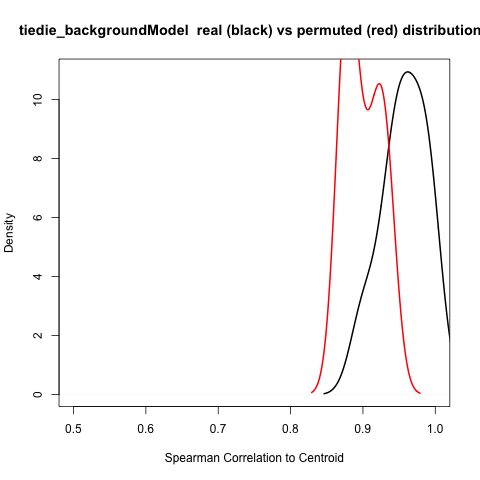 tiedie_backgroundModel  real (black) vs permuted (red) distribution
Density
10
8
6
4
2
0
0.5 0.6 0.7 0.8 0.9 1.0
Spearman Correlation to Centroid